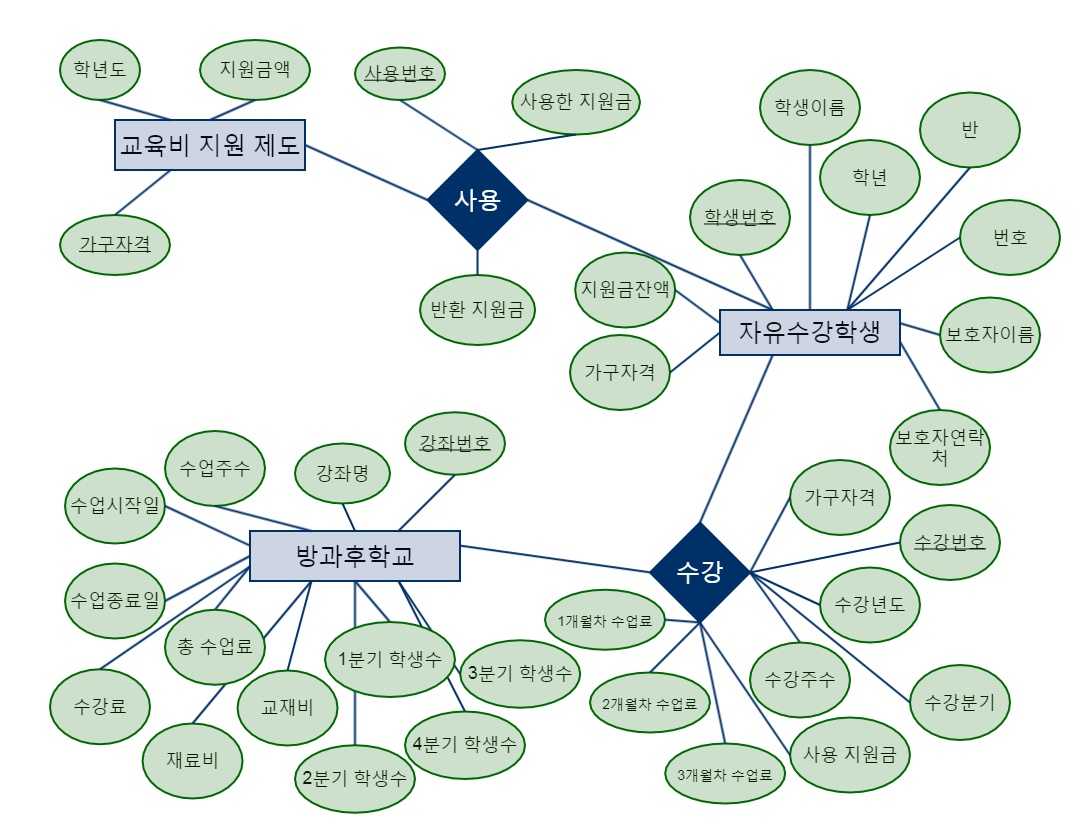 학년도
지원금액
사용번호
사용한 지원금
교육비 지원 제도
사용
가구자격
반환 지원금
학생이름
반
학년
학생번호
번호
지원금잔액
자유수강학생
보호자이름
가구자격
보호자연락
처
강좌번호
수업주수
강좌명
수업시작일
방과후학교
수강
가구자격
수강번호
수업종료일
1개월차 수업료
수강년도
총 수업료
1분기 학생수
3분기 학생수
수강주수
수강료
교재비
2개월차 수업료
수강분기
재료비
4분기 학생수
사용 지원금
2분기 학생수
3개월차 수업료